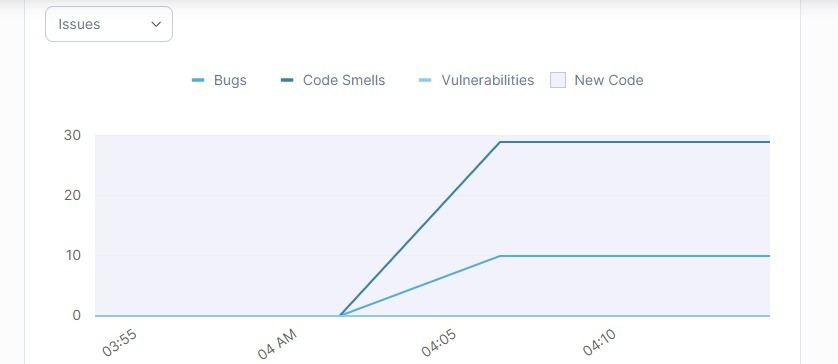 Issues
Bugs Code Smells Vulnerabilities New Code
30
20
10
0
03:55 04 AM 04:05 04:10